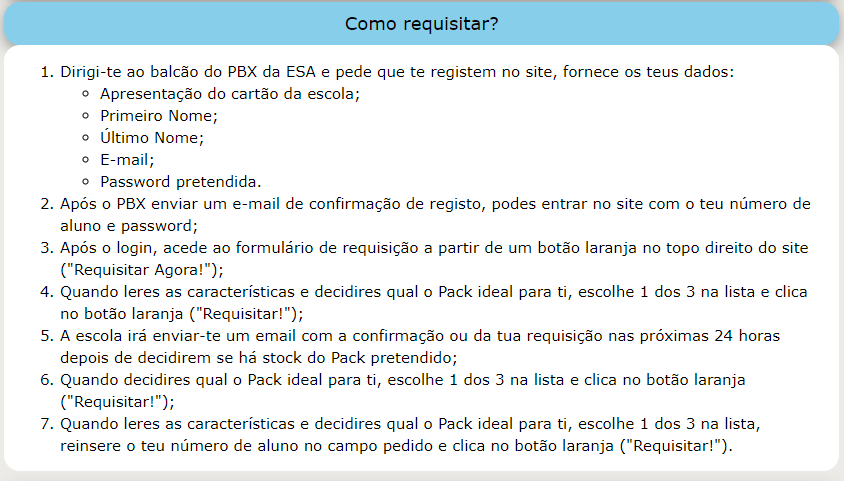 Como requisitar?
1. Dirigi-te ao balcão do PBX da ESA e pede que te registem no site, fornece os teus dados:
◦ Apresentação do cartão da escola;
◦ Primeiro Nome;
◦ Último Nome;
◦ E-mail;
◦ Password pretendida.
2. Após o PBX enviar um e-mail de confirmação de registo, podes entrar no site com o teu número de
aluno e password;
3. Após o login, acede ao formulário de requisição a partir de um botão laranja no topo direito do site
("Requisitar Agora!");
4. Quando leres as características e decidires qual o Pack ideal para ti, escolhe 1 dos 3 na lista e clica
no botão laranja ("Requisitar!");
5. A escola irá enviar-te um email com a confirmação ou da tua requisição nas próximas 24 horas
depois de decidirem se há stock do Pack pretendido;
6. Quando decidires qual o Pack ideal para ti, escolhe 1 dos 3 na lista e clica no botão laranja
("Requisitar!");
7. Quando leres as características e decidires qual o Pack ideal para ti, escolhe 1 dos 3 na lista,
reinsere o teu número de aluno no campo pedido e clica no botão laranja ("Requisitar!").